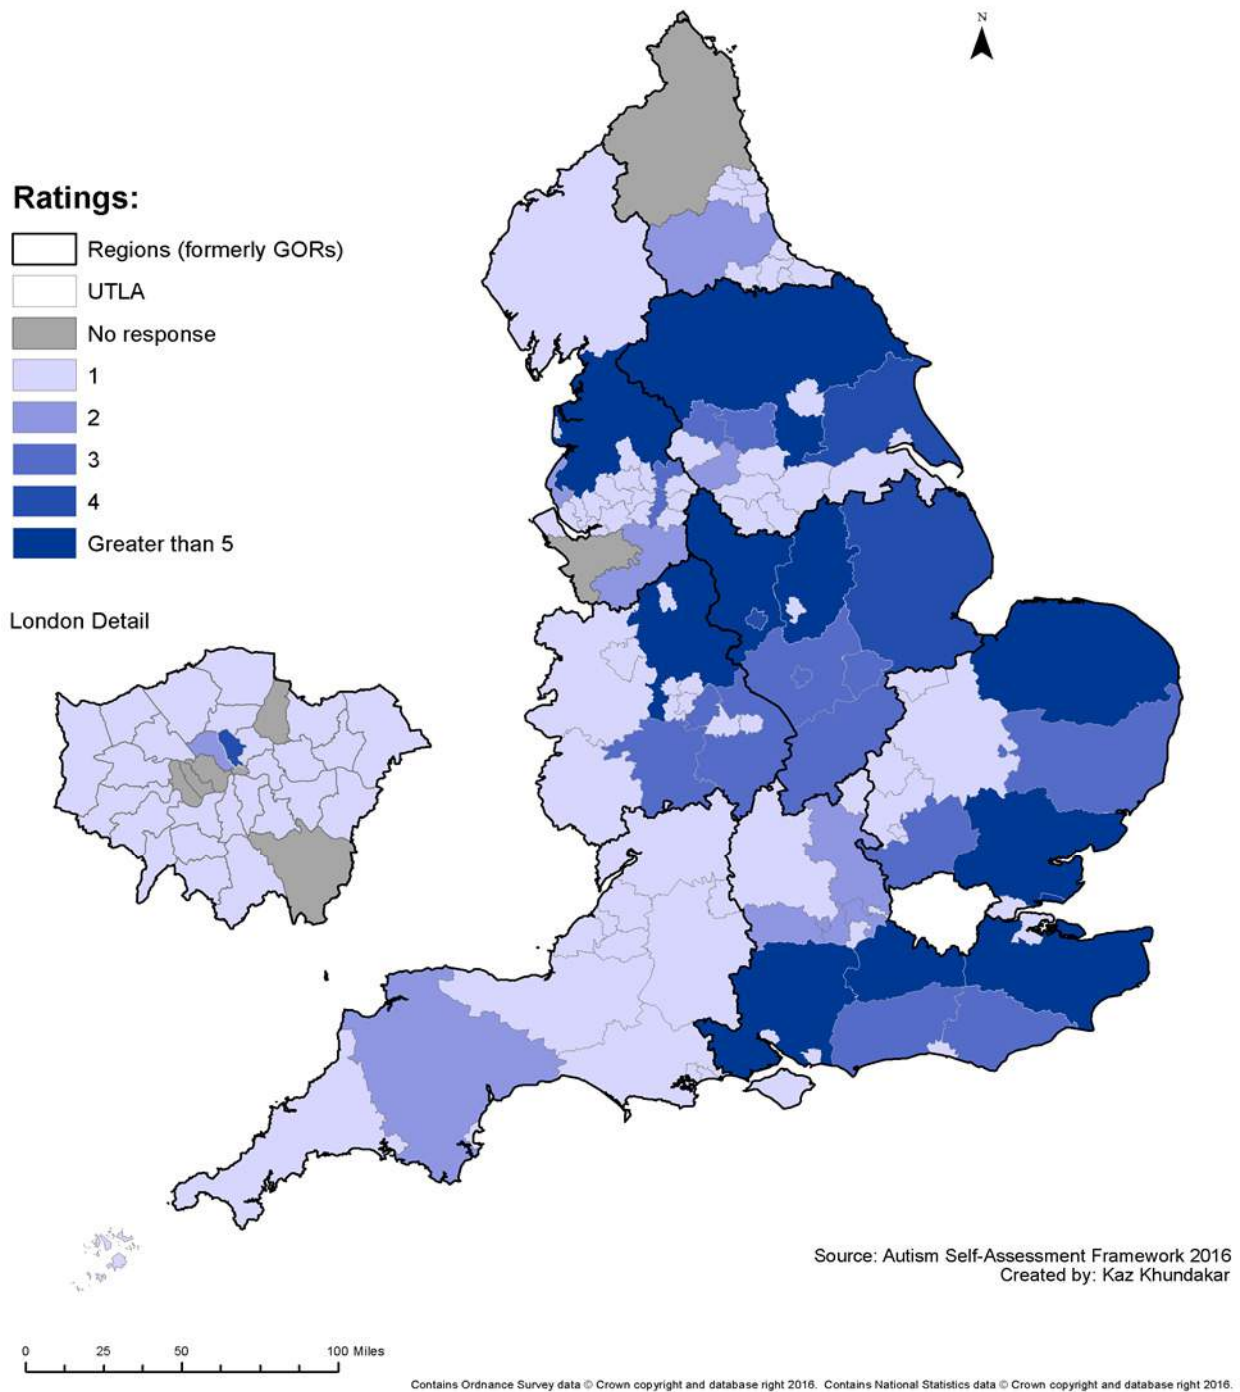 N
Ratings:
Regions (formerly GORs)
UTLA
No response
1
2
3
4
Greater than 5
London Detail
Source: Autism Self-Assessment Framework 2016
Created by: Kaz Khundakar
0 25 50 100 Miles
Contains Ordnance Survey data © Crown copyright and database right 2016. Contains National Statistics data © Crown copyright and database right 2016.